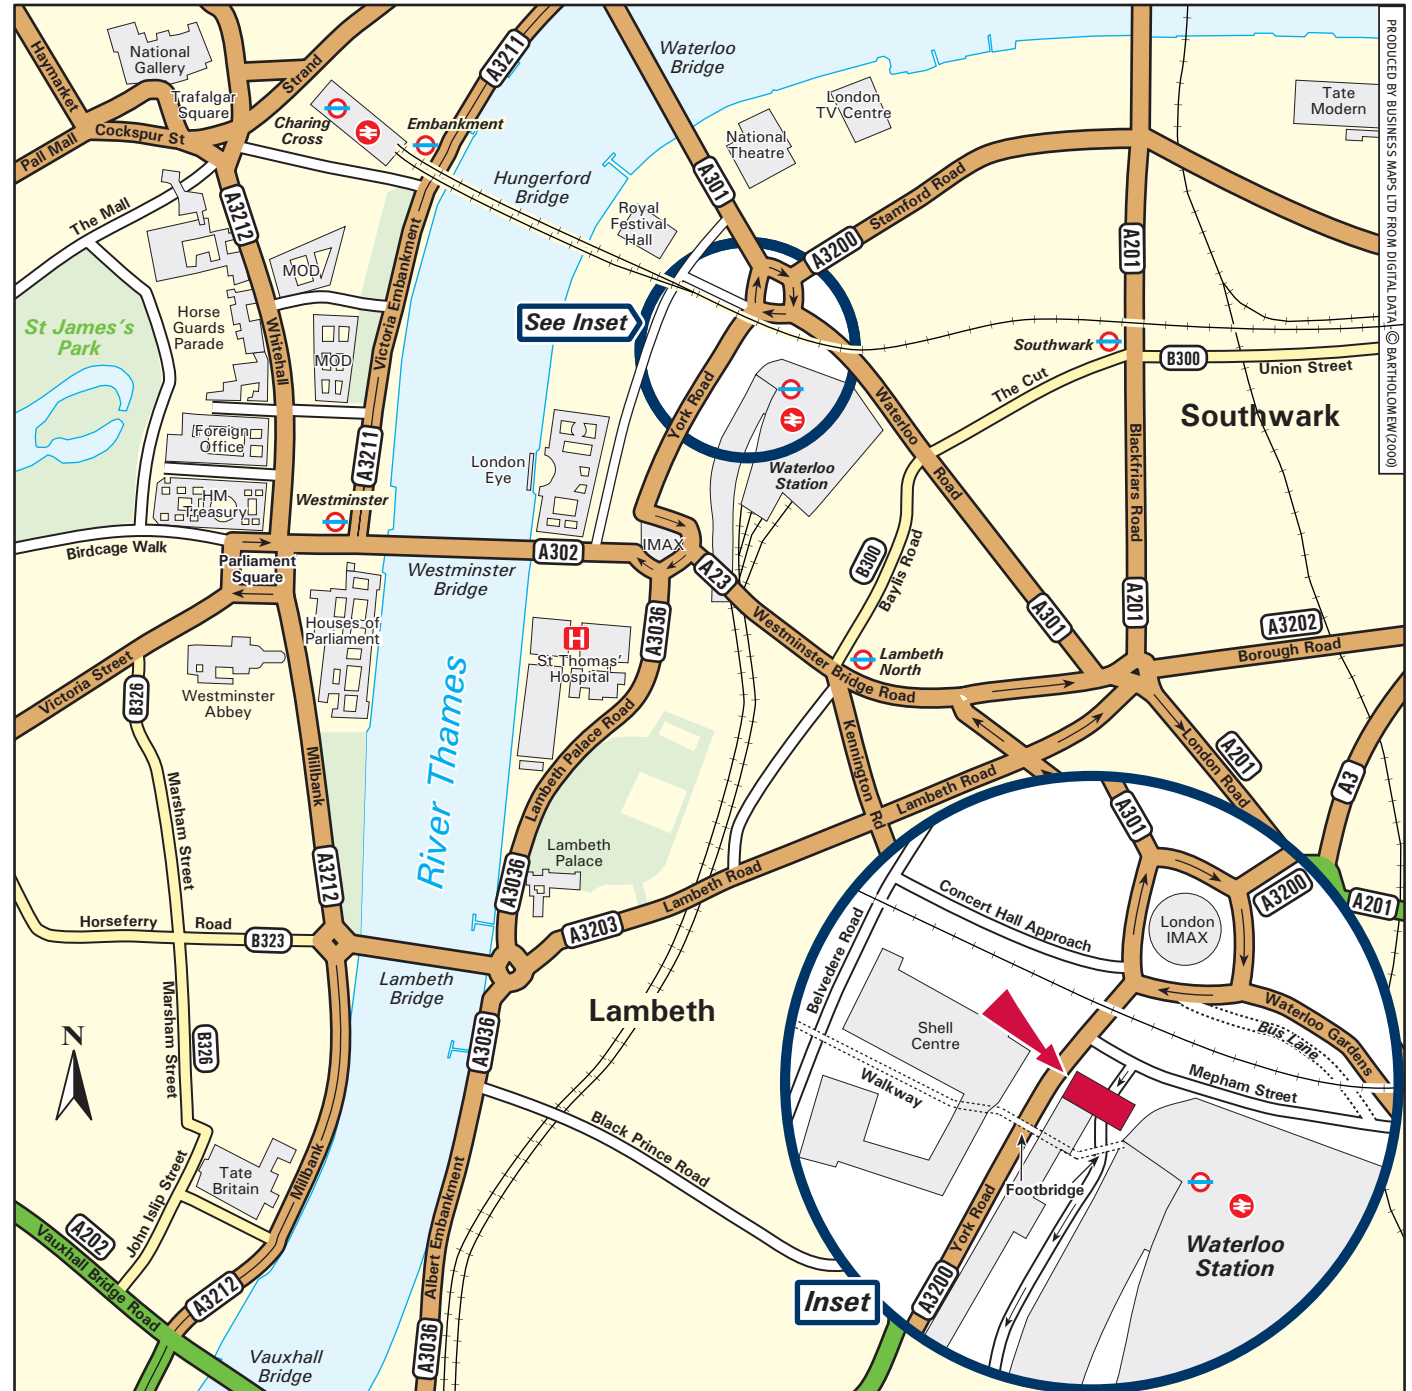 Haymarket
National
Gallery
Trafalgar
Square
Strand
Cockspur St
Pall Mall
Charing
Cross
Embankment
A3211
Waterloo
Bridge
London
TV Centre
National
Theatre
Tate
Modern
PRODUCED BY BUSINESS MAPS LTD FROM DIGITAL DATA - © BARTHOLOMEW(2000)
The Mall
A3212
Hungerford
Bridge
Royal
Festival
Hall
A301
Stamford Road
A3200
A201
MOD
Horse
Guards
Parade
St James's
Park
Whitehall
MOD
Victoria Embankment
See Inset
Southwark
B300
Union Street
The Cut
Southwark
York Road
Waterloo
Road
Foreign
Office
A3211
London
Eye
Waterloo
Station
Blackfriars Road
HM
Treasury
Westminster
Birdcage Walk
Parliament
Square
A302
IMAX
Westminster
Bridge
A23
B300
Baylis Road
A301
A201
A3202
Borough Road
Houses of
Parliament
A3036
H
St Thomas'
Hospital
Westminster Bridge Road
Lambeth
North
Victoria Street
B326
Westminster
Abbey
River Thames
Millbank
Lambeth Palace Road
Kennington Rd
London Road
A201
A3
Marsham Street
Lambeth Road
A3212
A3036
Lambeth
Palace
Lambeth Road
A3203
A201
Horseferry Road
B323
Lambeth
Bridge
Lambeth
N
Marsham Street
B326
A3036
Black Prince Road
Tate
Britain
Millbank
John Islip Street
A202
Vauxhall Bridge Road
A3212
Albert Embankment
A3036
Vauxhall
Bridge
A301
A3200
London
IMAX
Concert Hall Approach
Belvedere Road
Shell
Centre
Walkway
Waterloo Gardens
Bus Lane
Mepham Street
Footbridge
York Road
A3200
Waterloo
Station
Inset